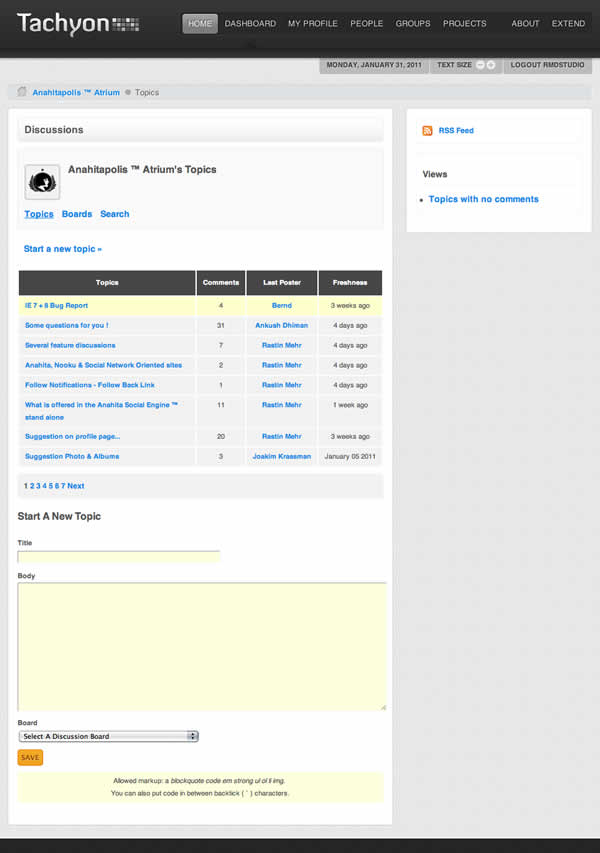 Tachyon
HOME DASHBOARD MY PROFILE PEOPLE GROUPS PROJECTS ABOUT EXTEND
MONDAY, JANUARY 31, 2011 TEXT SIZE LOGOUT RMDSTUDIO
Anahitapolis ™ Atrium Topics
Discussions
Anahitapolis ™ Atrium's Topics
Topics Boards Search
Start a new topic »
Topics Comments Last Poster Freshness
IE 7 + 8 Bug Report 4 Bernd 3 weeks ago
Some questions for you ! 31 Ankush Dhiman 4 days ago
Several feature discussions 7 Rastin Mehr 4 days ago
Anahita, Nooku & Social Network Oriented sites 2 Rastin Mehr 4 days ago
Follow Notifications - Follow Back Link 1 Rastin Mehr 4 days ago
What is offered in the Anahita Social Engine ™ 11 Rastin Mehr 1 week ago
stand alone
Suggestion on profile page... 20 Rastin Mehr 3 weeks ago
Suggestion Photo & Albums 3 Joakim Krassman January 05 2011
1 2 3 4 5 6 7 Next
Start A New Topic
Title
Body
Board
Select A Discussion Board
SAVE
Allowed markup: a blockquote code em strong ul ol li img.
You can also put code in between backtick ( ` ) characters.
RSS Feed
Views
Topics with no comments